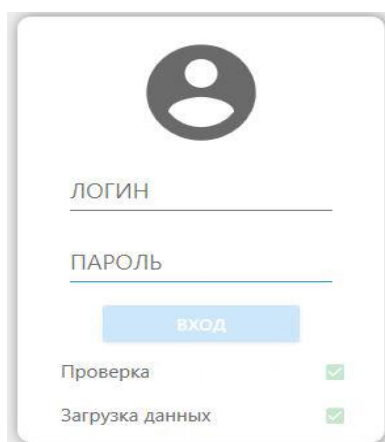 ЛОГИН
ПАРОЛЬ
ВХОД
Проверка
Загрузка данных